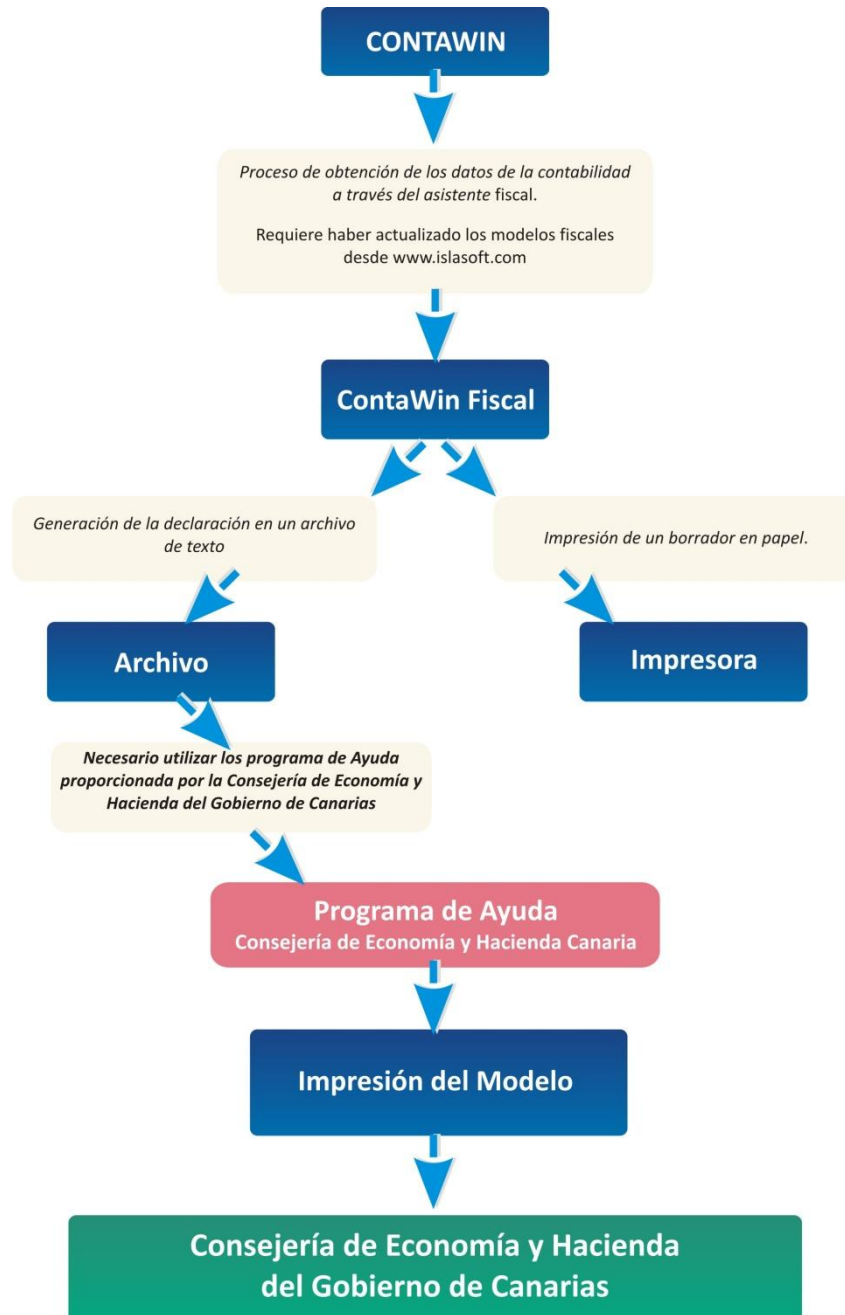 CONTAWIN
Proceso de obtención de los datos de la contabilidad
a través del asistente fiscal.
Requiere haber actualizado los modelos fiscales
desde www.islasoft.com
ContaWin Fiscal
Generación de la declaración en un archivo
de texto
Impresión de un borrador en papel.
Archivo
Impresora
Necesario utilizar los programa de Ayuda
proporcionada por la Consejería de Economía y
Hacienda del Gobierno de Canarias
Programa de Ayuda
Consejería de Economía y Hacienda Canaria
Impresión del Modelo
Consejería de Economía y Hacienda
del Gobierno de Canarias